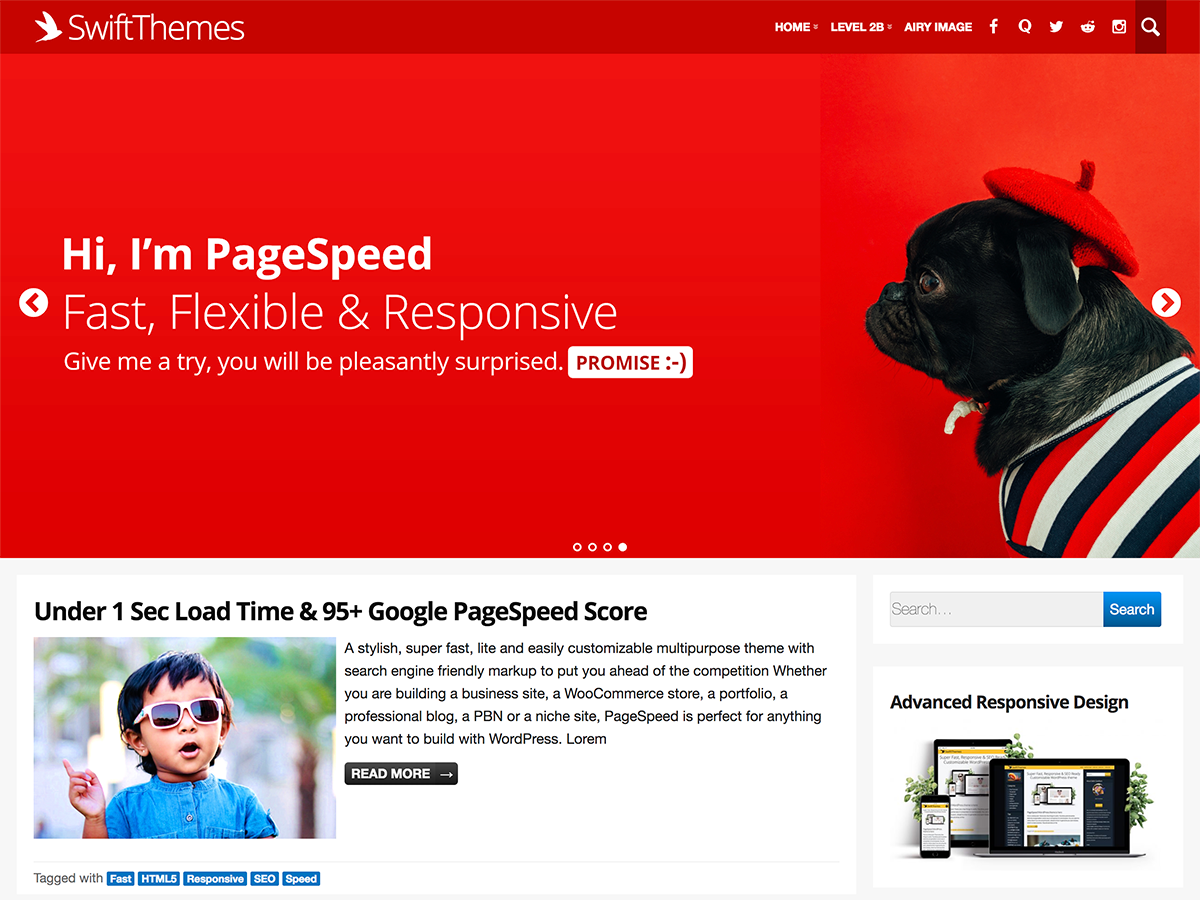 SwiftThemes
HOME LEVEL 2B AIRY IMAGE
Hi, I'm PageSpeed
Fast, Flexible & Responsive
Give me a try, you will be pleasantly surprised. PROMISE :-)
Under 1 Sec Load Time & 95+ Google PageSpeed Score
A stylish, super fast, lite and easily customizable multipurpose theme with
search engine friendly markup to put you ahead of the competition Whether
you are building a business site, a WooCommerce store, a portfolio, a
professional blog, a PBN or a niche site, PageSpeed is perfect for anything
you want to build with WordPress. Lorem
READ MORE →
Tagged with Fast HTML5 Responsive SEO Speed
Search… Search
Advanced Responsive Design